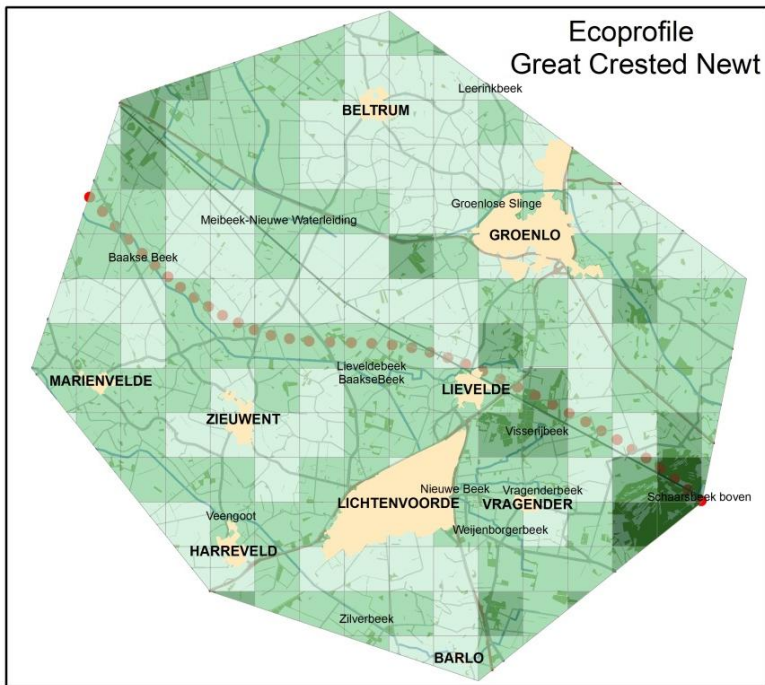 Ecoprofile
Great Crested Newt
Leerinkbeek
BELTRUM
Groenlose Slinge
Meibeek-Nieuwe Waterleiding
GROENLO
Baakse Beek
Lieveldebeek
BaakseBeek
MARIENVELDE
LIEVELDE
ZIEUWENT
Visserijbeek
Nieuwe Beek
Vragenderbeek
Schaarsbeek boven
LICHTENVOORDE
VRAGENDER
Veengoot
Weijenborgerbeek
HARREVELD
Zilverbeek
BARLO